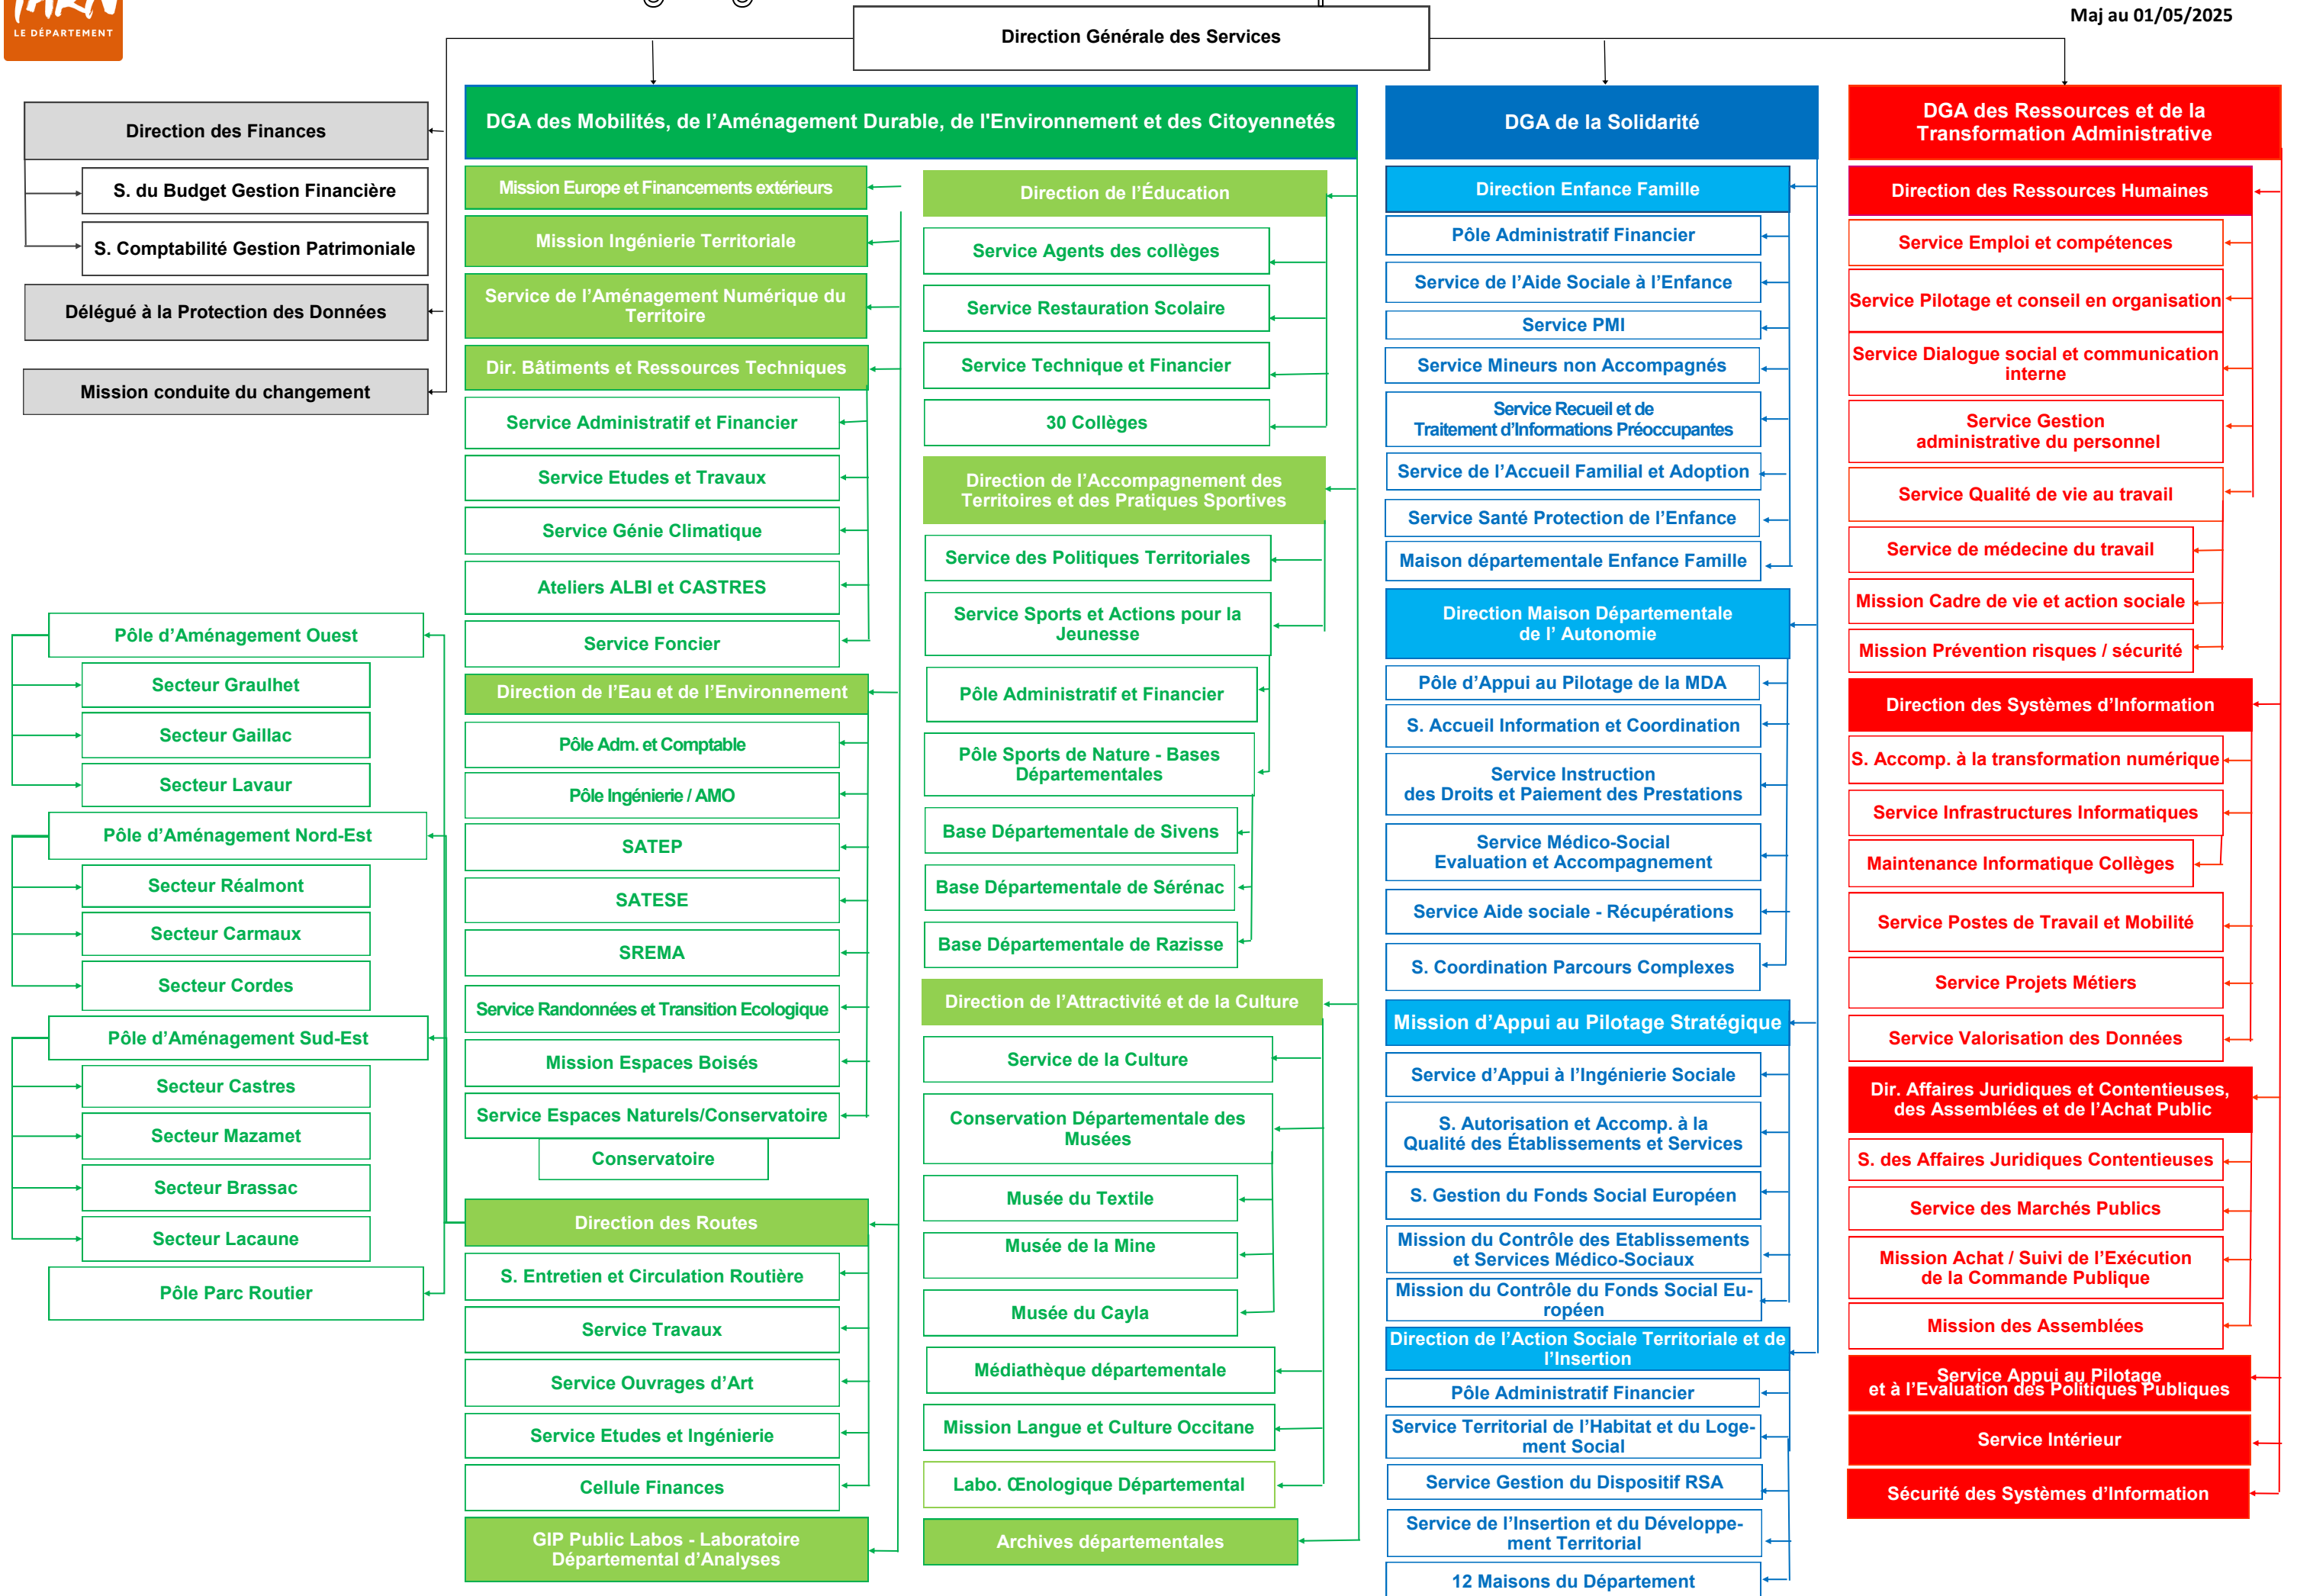 TARN
LE DÉPARTEMENT
Maj au 01/05/2025
Direction Générale des Services
Direction des Finances
S. du Budget Gestion Financière
S. Comptabilité Gestion Patrimoniale
Délégué à la Protection des Données
Mission conduite du changement
Pôle d'Aménagement Ouest
Secteur Graulhet
Secteur Gaillac
Secteur Lavaur
Pôle d'Aménagement Nord-Est
Secteur Réalmont
Secteur Carmaux
Secteur Cordes
Pôle d'Aménagement Sud-Est
Secteur Castres
Secteur Mazamet
Secteur Brassac
Secteur Lacaune
Pôle Parc Routier
DGA des Mobilités, de l'Aménagement Durable, de l'Environnement et des Citoyennetés
Mission Europe et Financements extérieurs
Mission Ingénierie Territoriale
Service de l'Aménagement Numérique du
Territoire
Dir. Bâtiments et Ressources Techniques
Service Administratif et Financier
Service Etudes et Travaux
Service Génie Climatique
Ateliers ALBI et CASTRES
Service Foncier
Direction de l'Eau et de l'Environnement
Pôle Adm. et Comptable
Pôle Ingénierie / AMO
SATEP
SATESE
SREMA
Service Randonnées et Transition Ecologique
Mission Espaces Boisés
Service Espaces Naturels/Conservatoire
Conservatoire
Direction des Routes
S. Entretien et Circulation Routière
Service Travaux
Service Ouvrages d'Art
Service Etudes et Ingénierie
Cellule Finances
GIP Public Labos - Laboratoire
Départemental d'Analyses
Direction de l'Éducation
Service Agents des collèges
Service Restauration Scolaire
Service Technique et Financier
30 Collèges
Direction de l'Accompagnement des
Territoires et des Pratiques Sportives
Service des Politiques Territoriales
Service Sports et Actions pour la
Jeunesse
Pôle Administratif et Financier
Pôle Sports de Nature - Bases
Départementales
Base Départementale de Sivens
Base Départementale de Sérénac
Base Départementale de Razisse
Direction de l'Attractivité et de la Culture
Service de la Culture
Conservation Départementale des
Musées
Musée du Textile
Musée de la Mine
Musée du Cayla
Médiathèque départementale
Mission Langue et Culture Occitane
Labo. Œnologique Départemental
Archives départementales
DGA de la Solidarité
Direction Enfance Famille
Pôle Administratif Financier
Service de l'Aide Sociale à l'Enfance
Service PMI
Service Mineurs non Accompagnés
Service Recueil et de
Traitement d'Informations Préoccupantes
Service de l'Accueil Familial et Adoption
Service Santé Protection de l'Enfance
Maison départementale Enfance Famille
Direction Maison Départementale
de l' Autonomie
Pôle d'Appui au Pilotage de la MDA
S. Accueil Information et Coordination
Service Instruction
des Droits et Paiement des Prestations
Service Médico-Social
Evaluation et Accompagnement
Service Aide sociale - Récupérations
S. Coordination Parcours Complexes
Mission d'Appui au Pilotage Stratégique
Service d'Appui à l'Ingénierie Sociale
S. Autorisation et Accomp. à la
Qualité des Établissements et Services
S. Gestion du Fonds Social Européen
Mission du Contrôle des Etablissements
et Services Médico-Sociaux
Mission du Contrôle du Fonds Social Eu-
ropéen
Direction de l'Action Sociale Territoriale et de
l'Insertion
Pôle Administratif Financier
Service Territorial de l'Habitat et du Loge-
ment Social
Service Gestion du Dispositif RSA
Service de l'Insertion et du Développe-
ment Territorial
12 Maisons du Département
DGA des Ressources et de la
Transformation Administrative
Direction des Ressources Humaines
Service Emploi et compétences
Service Pilotage et conseil en organisation
Service Dialogue social et communication
interne
Service Gestion
administrative du personnel
Service Qualité de vie au travail
Service de médecine du travail
Mission Cadre de vie et action sociale
Mission Prévention risques / sécurité
Direction des Systèmes d'Information
S. Accomp. à la transformation numérique
Service Infrastructures Informatiques
Maintenance Informatique Collèges
Service Postes de Travail et Mobilité
Service Projets Métiers
Service Valorisation des Données
Dir. Affaires Juridiques et Contentieuses,
des Assemblées et de l'Achat Public
S. des Affaires Juridiques Contentieuses
Service des Marchés Publics
Mission Achat / Suivi de l'Exécution
de la Commande Publique
Mission des Assemblées
Service Appui au Pilotage
et à l'Evaluation des Politiques Publiques
Service Intérieur
Sécurité des Systèmes d'Information